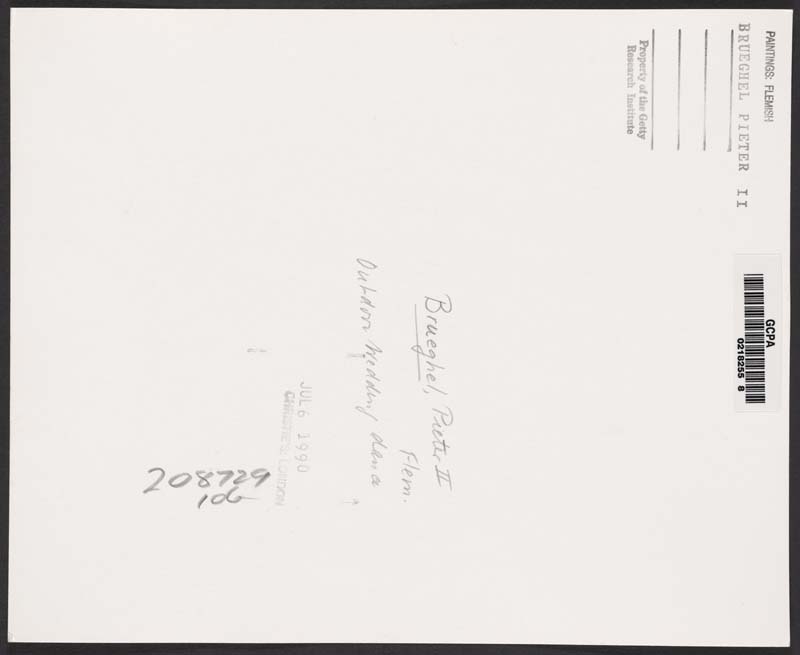 PAINTINGS: FLEMISH
BRUEGHEL PIETER II
Property of the Getty
Research Institute
GCPA
0218255 8
Brueghel, Pieter II
Flem.
Outdoor Wedding dance
JUL 6 1990
CHRISTIE'S LONDON
208729
106